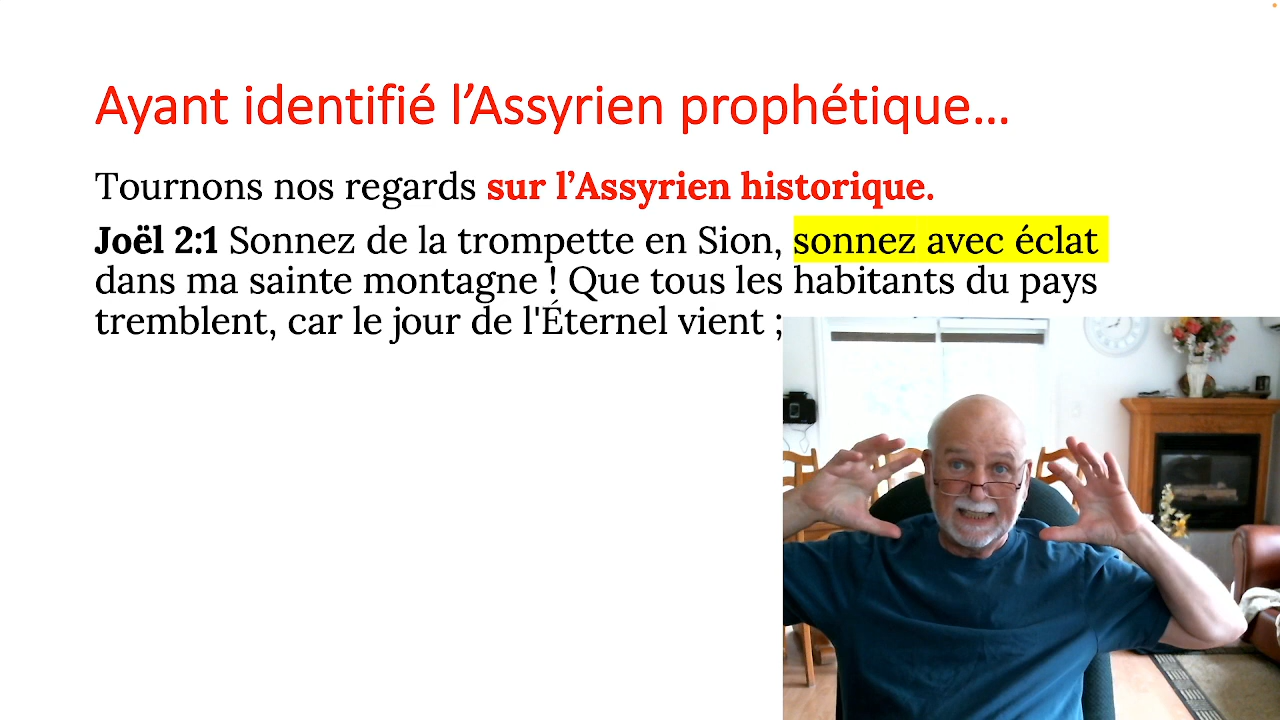 Ayant identifié l’Assyrien prophétique…
Tournons nos regards sur l’Assyrien historique.
Joël 2:1 Sonnez de la trompette en Sion, sonnez avec éclat
dans ma sainte montagne ! Que tous les habitants du pays
tremblent, car le jour de l'Éternel vient ;